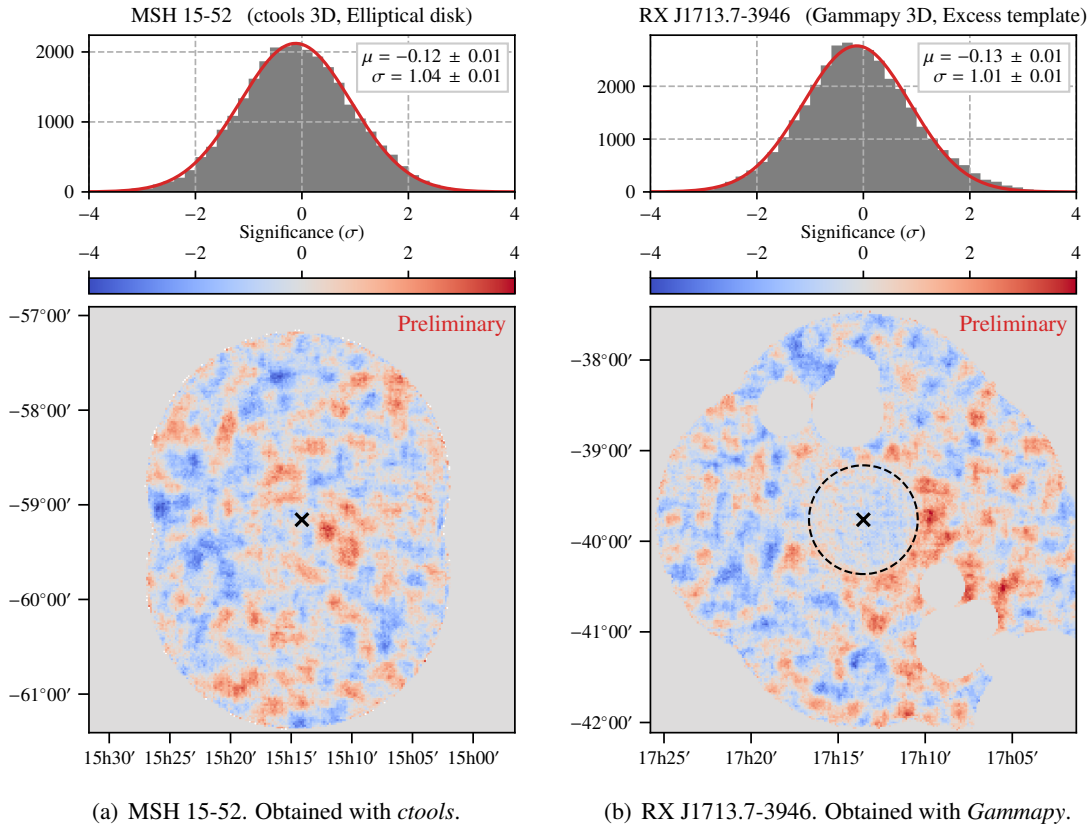 MSH 15-52 (ctools 3D, Elliptical disk)
2000
1000
0
μ = −0.12 ± 0.01
σ = 1.04 ± 0.01
−4 −2 0 2 4
Significance (σ)
−4 −2 0 2 4
Preliminary
−57°00′
−58°00′
−59°00′
−60°00′
−61°00′
15h30′ 15h25′ 15h20′ 15h15′ 15h10′ 15h05′ 15h00′
(a) MSH 15-52. Obtained with ctools.
RX J1713.7-3946 (Gammapy 3D, Excess template)
2000
1000
0
μ = −0.13 ± 0.01
σ = 1.01 ± 0.01
−4 −2 0 2 4
Significance (σ)
−4 −2 0 2 4
Preliminary
−38°00′
−39°00′
−40°00′
−41°00′
−42°00′
17h25′ 17h20′ 17h15′ 17h10′ 17h05′
(b) RX J1713.7-3946. Obtained with Gammapy.